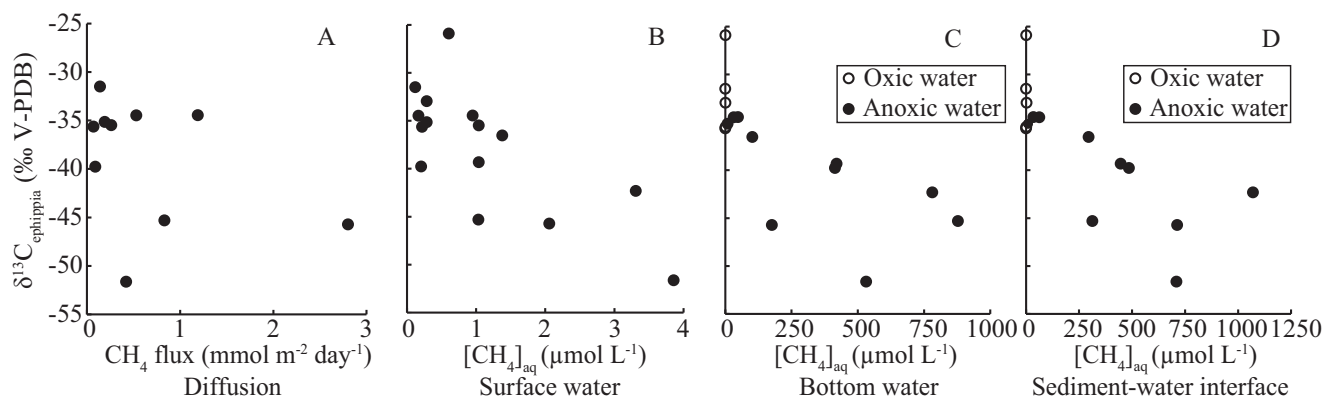 A B C D
-25
-30
-35
-40
-45
-50
-55
δ¹³C_ephippia (‰ V-PDB)
Oxic water
Anoxic water
Oxic water
Anoxic water
0 1 2 3
0 1 2 3 4
0 250 500 750 1000
0 250 500 750 1000 1250
CH₄ flux (mmol m⁻² day⁻¹) [CH₄]aq (µmol L⁻¹) [CH₄]aq (µmol L⁻¹) [CH₄]aq (µmol L⁻¹)
Diffusion Surface water Bottom water Sediment-water interface